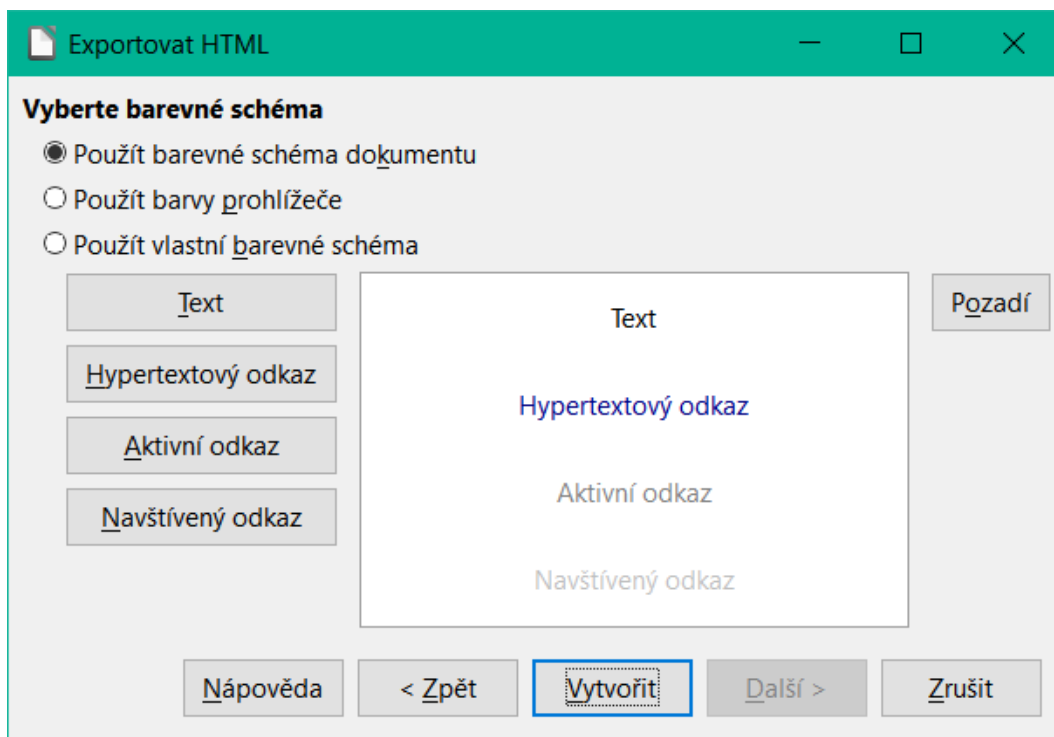 Exportovat HTML
Vyberte barevné schéma
Použít barevné schéma dokumentu
Použít barvy prohlížeče
Použít vlastní barevné schéma
Text
Hypertextový odkaz
Aktivní odkaz
Navštívený odkaz
Text
Hypertextový odkaz
Aktivní odkaz
Navštívený odkaz
Pozadí
Nápověda
< Zpět
Vytvořit
Další >
Zrušit